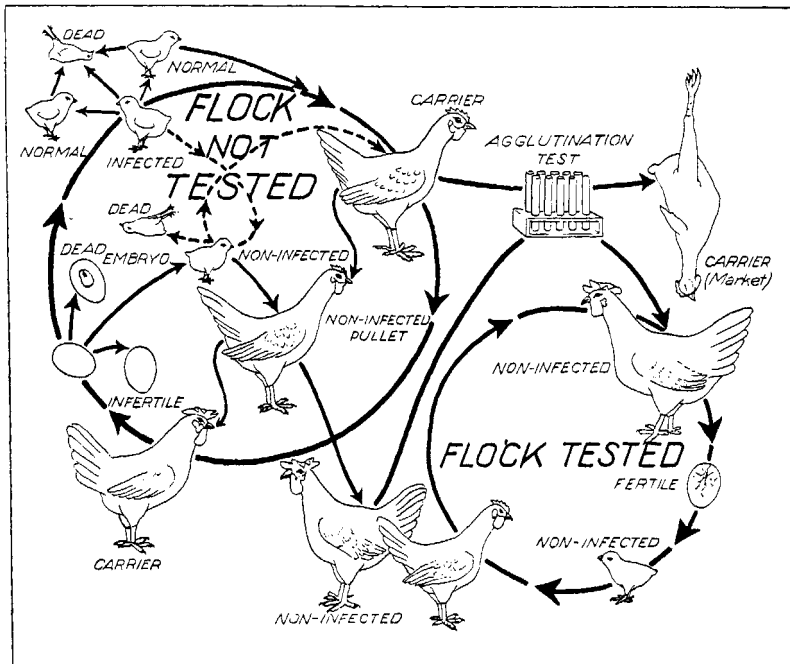 DEAD
NORMAL
CARRIER
FLOCK
NOT
TESTED
NORMAL
INFECTED
AGGLUTINATION
TEST
DEAD
DEAD
EMBRYO
NON-INFECTED
CARRIER
(Market)
NON-INFECTED
PULLET
NON-INFECTED
INFERTILE
FLOCK TESTED
FERTILE
NON-INFECTED
CARRIER
NON-INFECTED